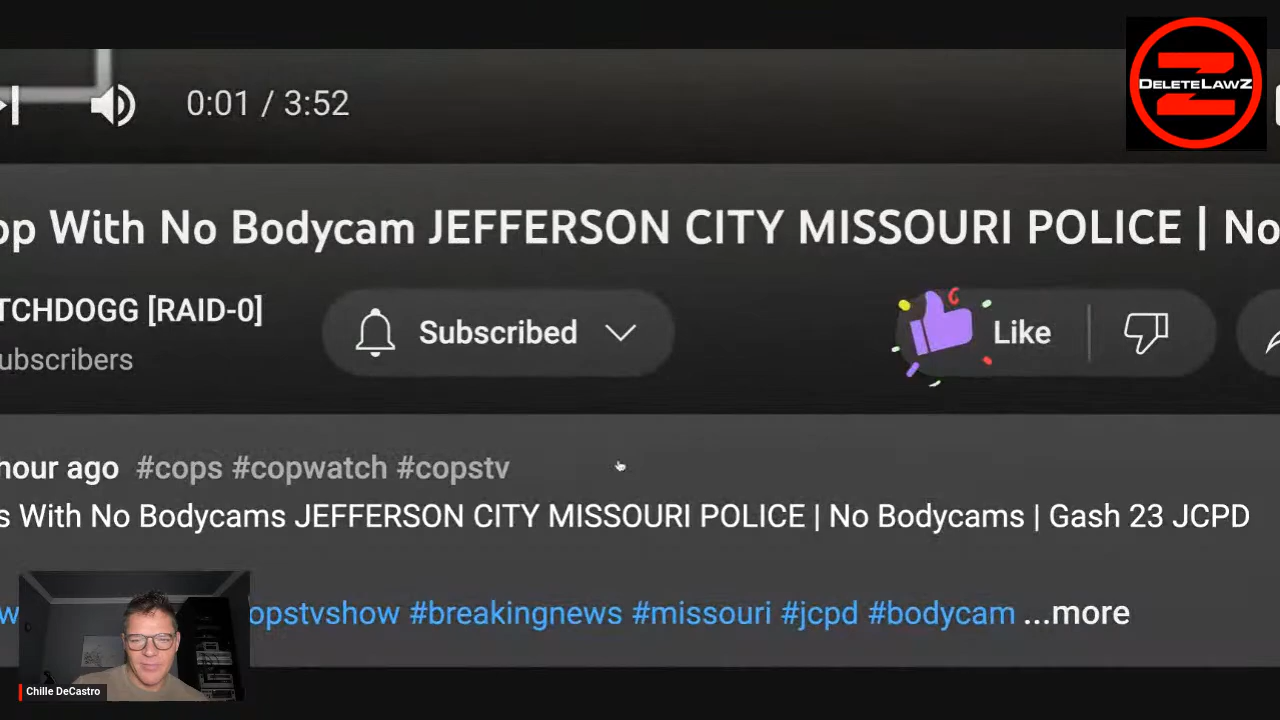 DELETELAWZ
0:01 / 3:52
op With No Bodycam JEFFERSON CITY MISSOURI POLICE | No
TCHDOGG [RAID-0]
ubscribers
Subscribed
Like
hour ago #cops #copwatch #copstv
s With No Bodycams JEFFERSON CITY MISSOURI POLICE | No Bodycams | Gash 23 JCPD
w opstvshow #breakingnews #missouri #jcpd #bodycam ...more
Chille DeCastro